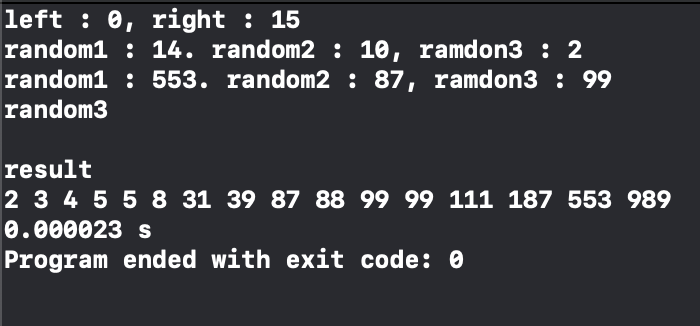 left : 0, right : 15
random1 : 14. random2 : 10, ramdon3 : 2
random1 : 553. random2 : 87, ramdon3 : 99
random3
result
2 3 4 5 5 8 31 39 87 88 99 99 111 187 553 989
0.000023 s
Program ended with exit code: 0